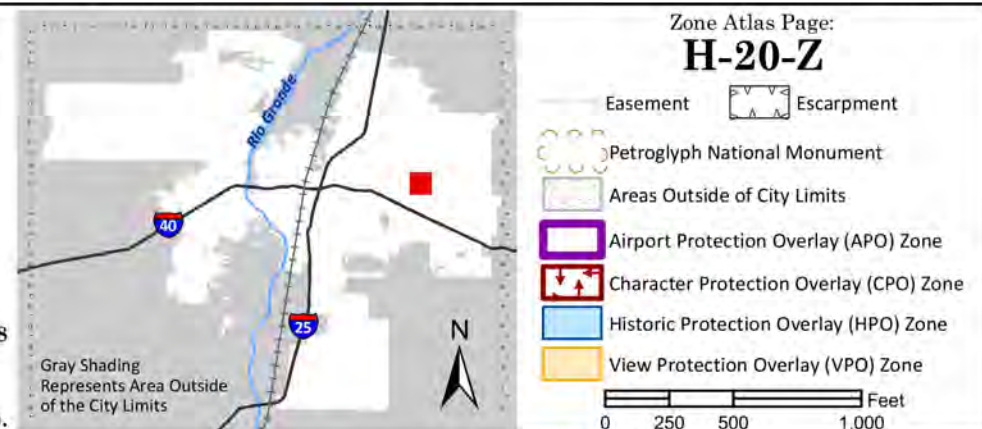 Zone Atlas Page:
H-20-Z
Easement
Escarpment
Petroglyph National Monument
Areas Outside of City Limits
Airport Protection Overlay (APO) Zone
Character Protection Overlay (CPO) Zone
Historic Protection Overlay (HPO) Zone
View Protection Overlay (VPO) Zone
Feet
0 250 500 1,000
Rio Grande
40
25
N
Gray Shading
Represents Area Outside
of the City Limits